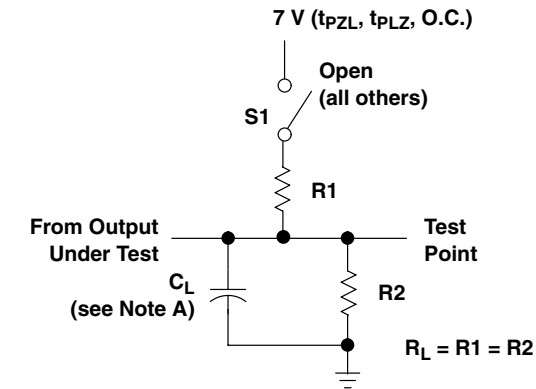 7 V (tPZL, tPLZ, O.C.)
Open
(all others)
S1
R1
From Output
Under Test
Test
Point
CL
(see Note A)
R2
RL = R1 = R2